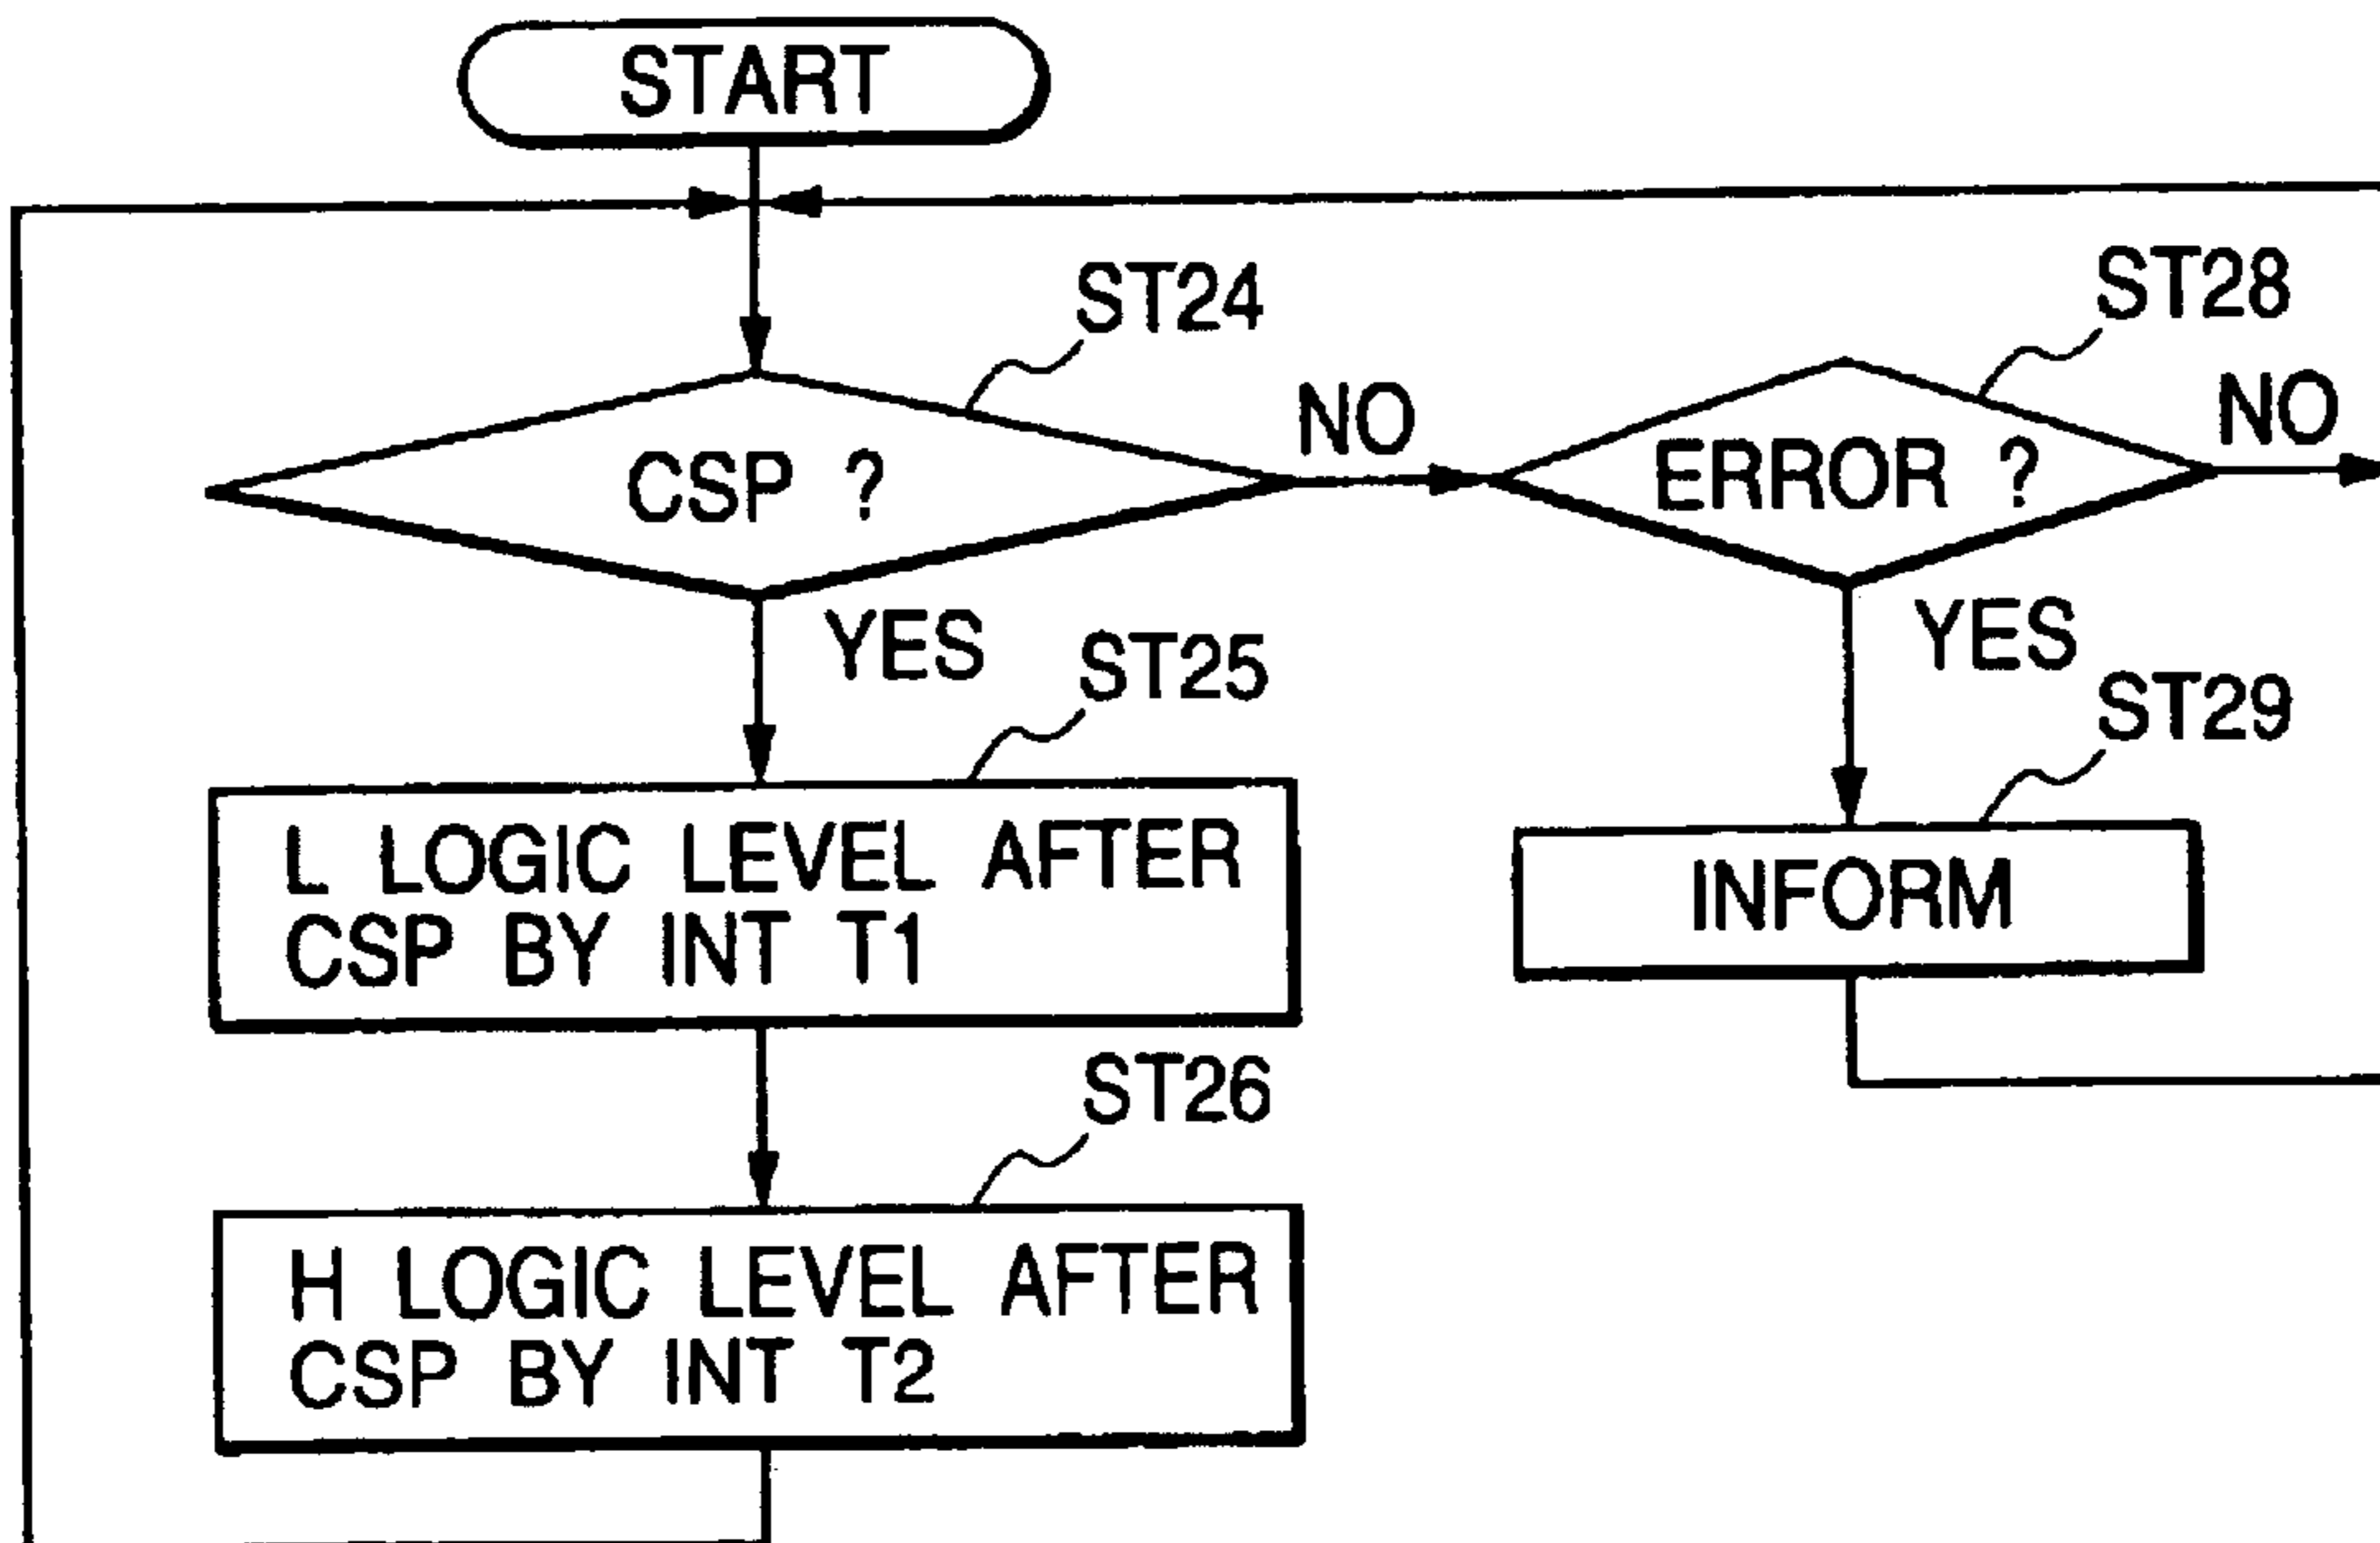 START
ST24
ST28
CSP ?
NO
ERROR ?
NO
YES
YES
ST25
ST29
L LOGIC LEVEL AFTER
CSP BY INT T1
INFORM
ST26
H LOGIC LEVEL AFTER
CSP BY INT T2